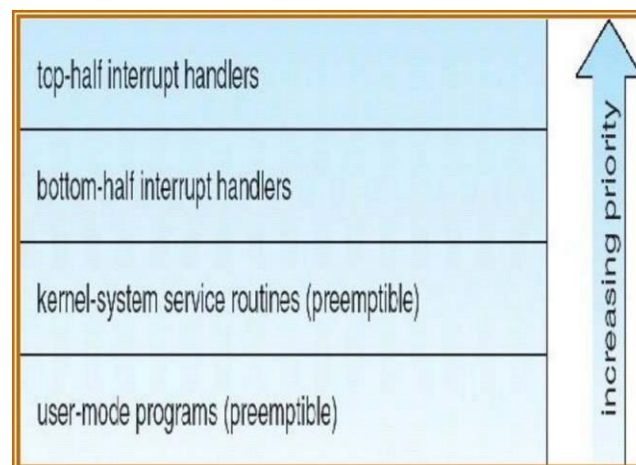 top-half interrupt handlers
bottom-half interrupt handlers
kernel-system service routines (preemptible)
user-mode programs (preemptible)
increasing priority